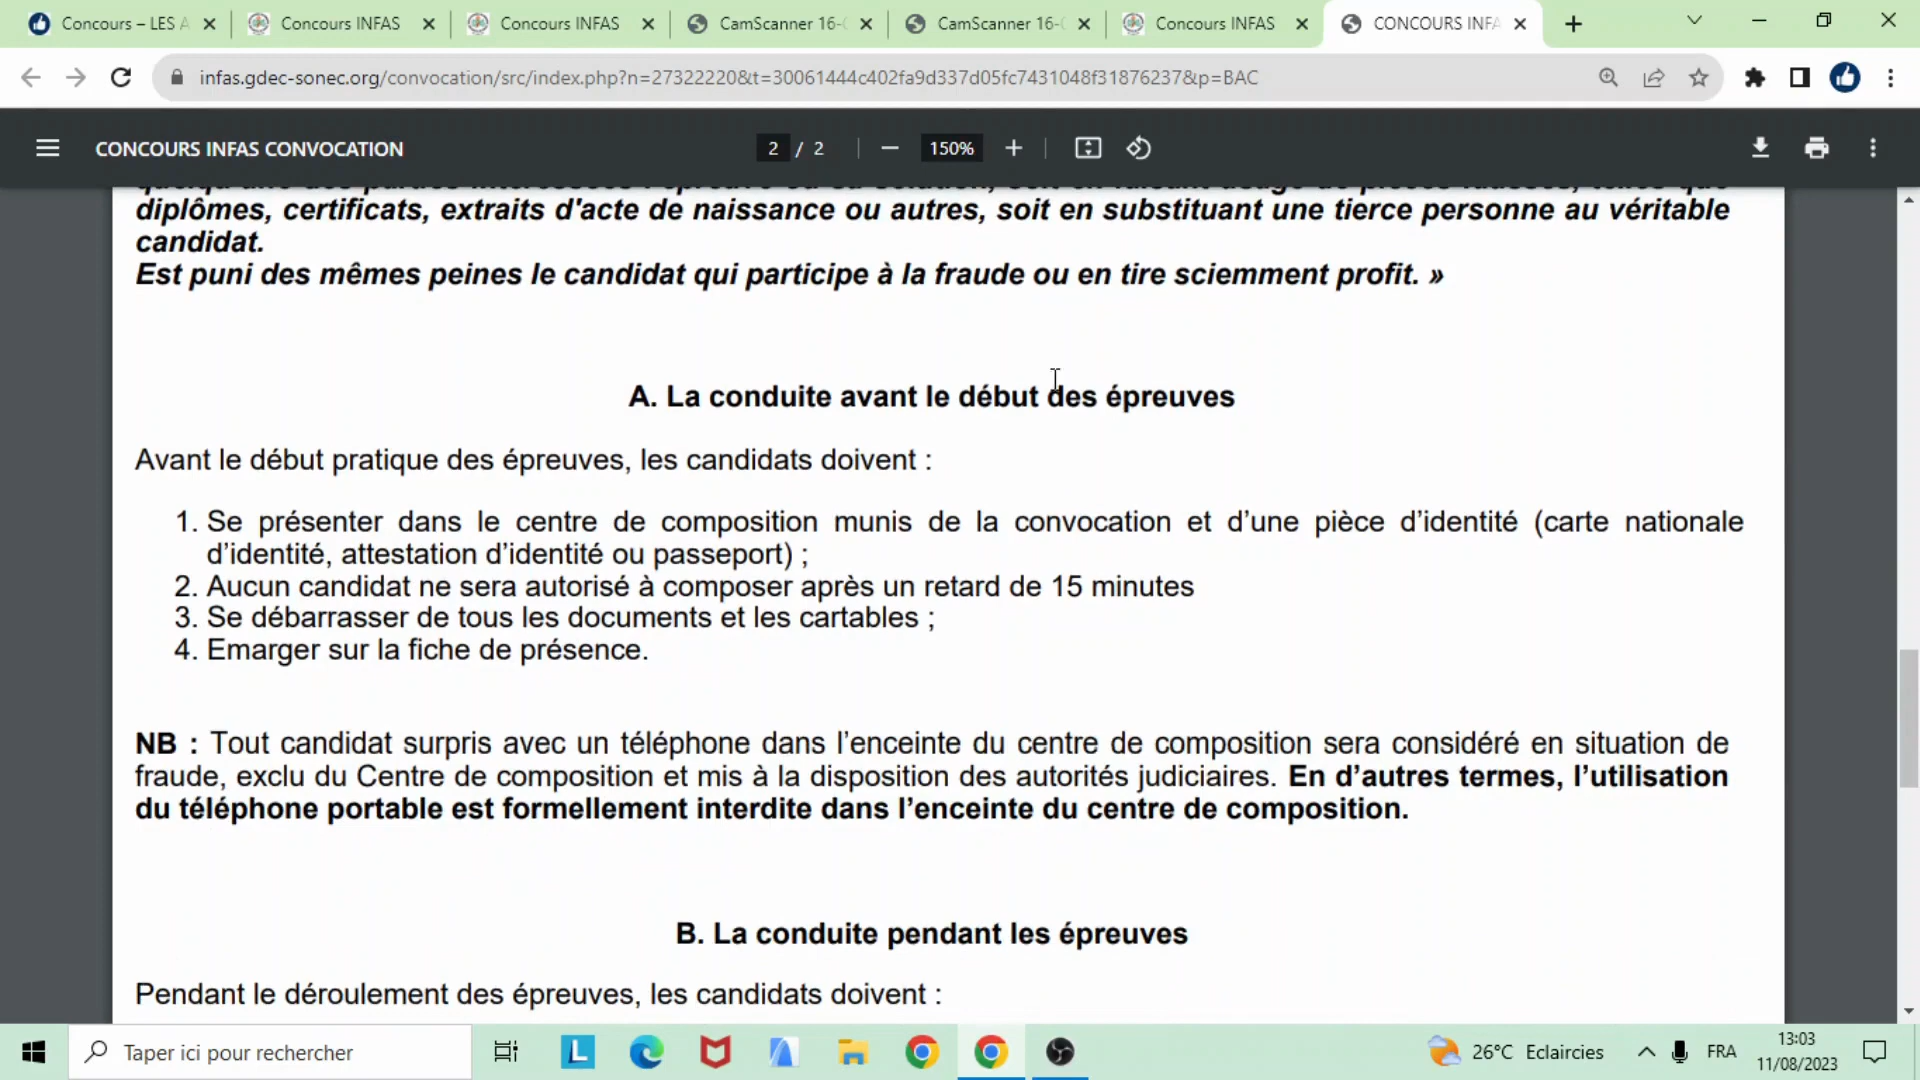 Concours – LES A
Concours INFAS
Concours INFAS
CamScanner 16-
CamScanner 16-
Concours INFAS
CONCOURS INFA
infas.gdec-sonec.org/convocation/src/index.php?n=27322220&t=30061444c402fa9d337d05fc7431048f31876237&p=BAC
CONCOURS INFAS CONVOCATION
2 / 2
150%
diplômes, certificats, extraits d'acte de naissance ou autres, soit en substituant une tierce personne au véritable
candidat.
Est puni des mêmes peines le candidat qui participe à la fraude ou en tire sciemment profit. »
A. La conduite avant le début des épreuves
Avant le début pratique des épreuves, les candidats doivent :
1. Se présenter dans le centre de composition munis de la convocation et d’une pièce d’identité (carte nationale
d’identité, attestation d’identité ou passeport) ;
2. Aucun candidat ne sera autorisé à composer après un retard de 15 minutes
3. Se débarrasser de tous les documents et les cartables ;
4. Emarger sur la fiche de présence.
NB : Tout candidat surpris avec un téléphone dans l’enceinte du centre de composition sera considéré en situation de
fraude, exclu du Centre de composition et mis à la disposition des autorités judiciaires. En d’autres termes, l’utilisation
du téléphone portable est formellement interdite dans l’enceinte du centre de composition.
B. La conduite pendant les épreuves
Pendant le déroulement des épreuves, les candidats doivent :
Taper ici pour rechercher
L
26°C Eclaircies
FRA
13:03
11/08/2023